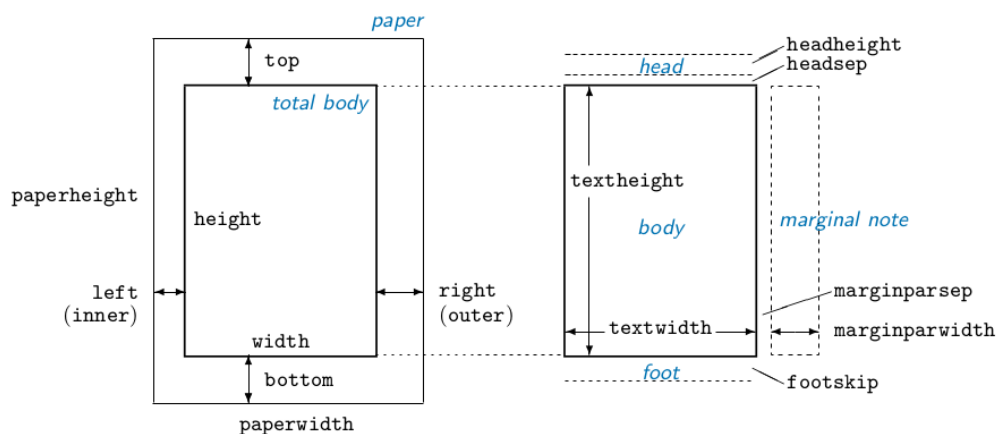 paper
top
total body
paperheight
height
left
(inner)
right
(outer)
width
bottom
paperwidth
headheight
head
headsep
textheight
body
marginal note
marginparsep
textwidth
marginparwidth
foot
footskip